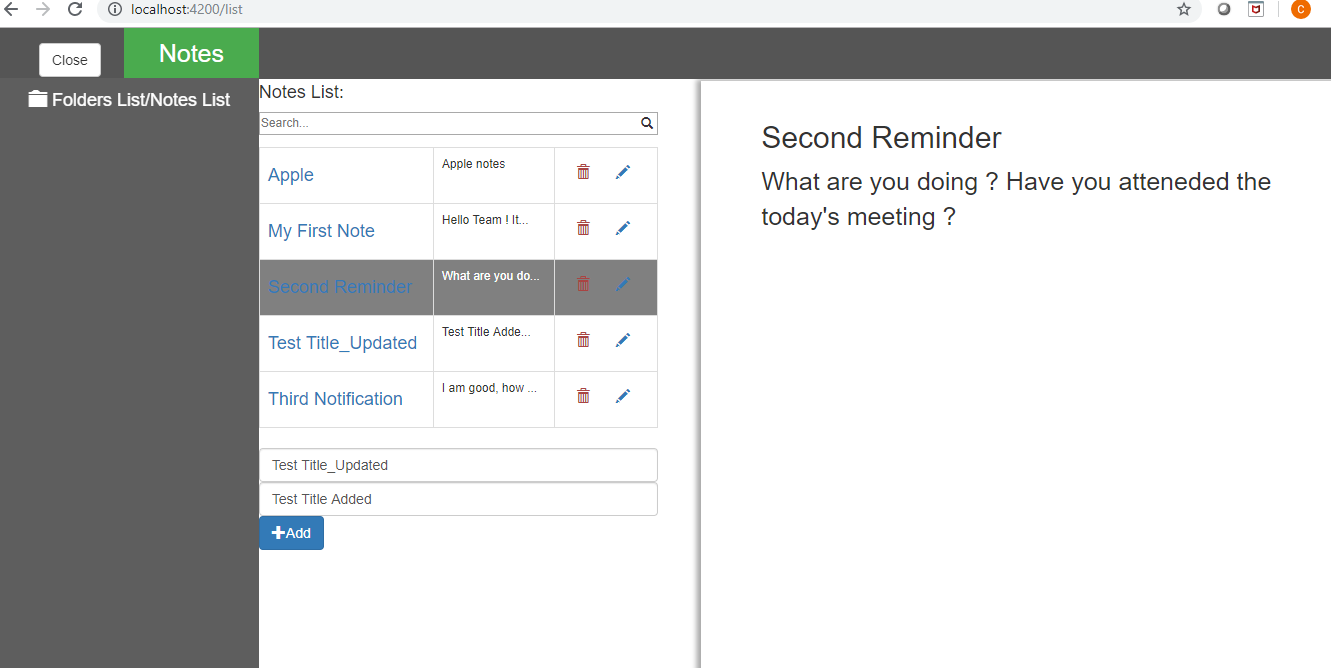 localhost:4200/list
C
Close
Notes
Folders List/Notes List
Notes List:
Search...
Apple
Apple notes
My First Note
Hello Team ! It...
Second Reminder
What are you do...
Test Title_Updated
Test Title Adde...
Third Notification
I am good, how ...
Test Title_Updated
Test Title Added
Add
Second Reminder
What are you doing ? Have you atteneded the
today's meeting ?